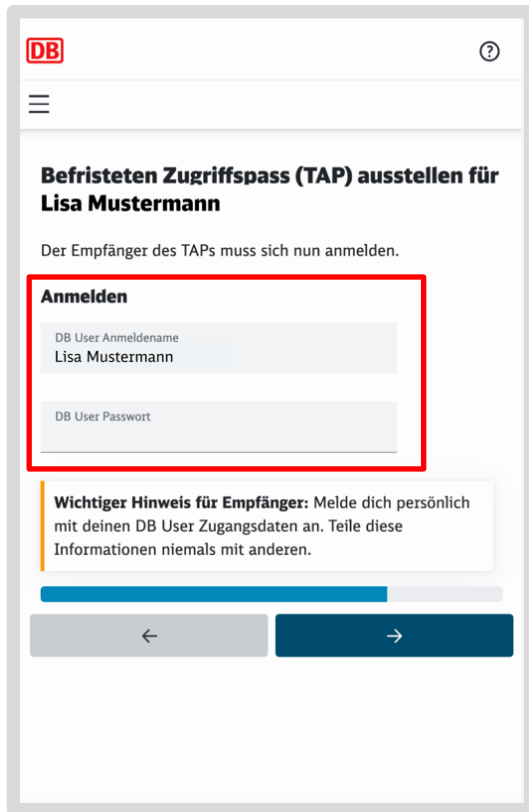 DB
?
Befristeten Zugriffspass (TAP) ausstellen für
Lisa Mustermann
Der Empfänger des TAPs muss sich nun anmelden.
Anmelden
DB User Anmeldename
Lisa Mustermann
DB User Passwort
Wichtiger Hinweis für Empfänger: Melde dich persönlich
mit deinen DB User Zugangsdaten an. Teile diese
Informationen niemals mit anderen.